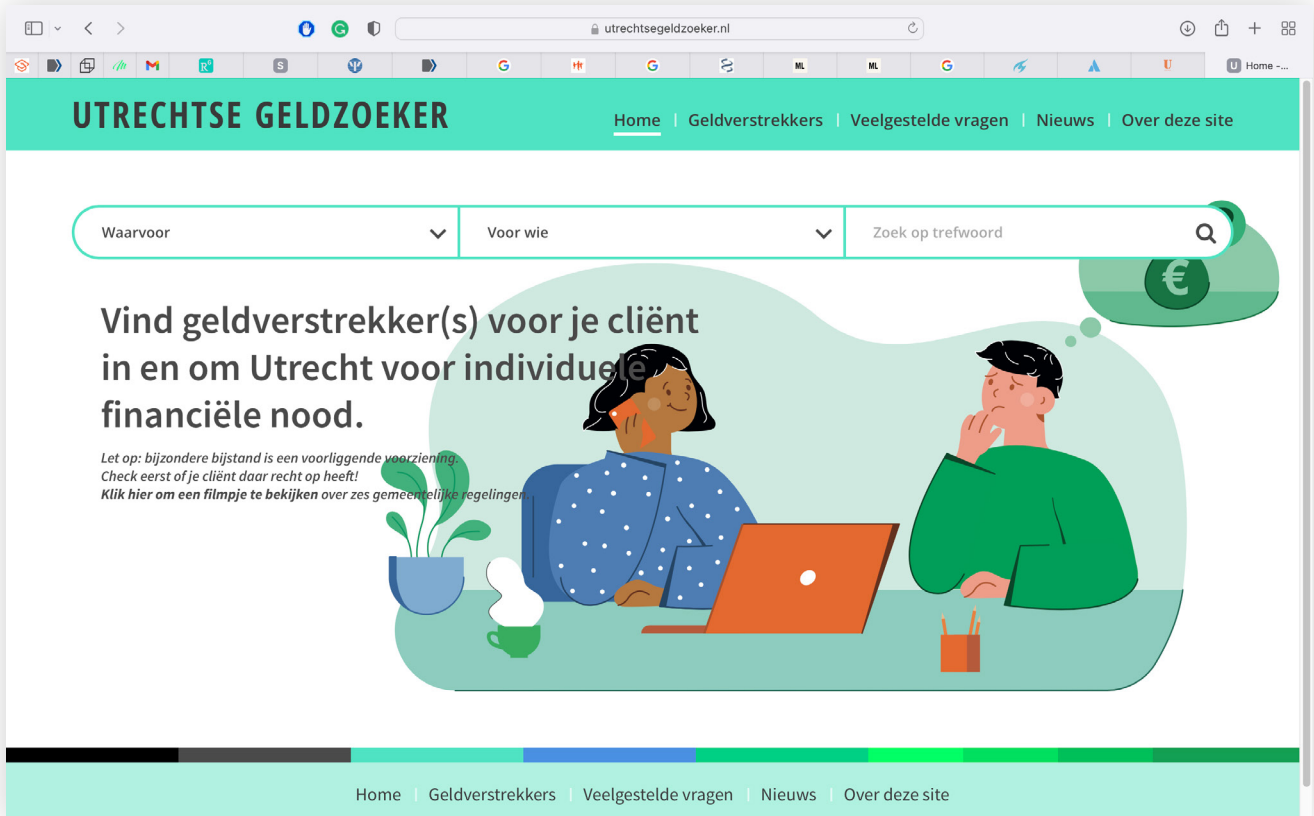 utrechtsegeldzoeker.nl
G
M
R⁵
S
G
G
ML
ML
G
U
U Home -...
UTRECHTSE GELDZOEKER
Home | Geldverstrekkers | Veelgestelde vragen | Nieuws | Over deze site
Waarvoor
Voor wie
Zoek op trefwoord
€
Vind geldverstrekker(s) voor je cliënt
in en om Utrecht voor individuele
financiële nood.
Let op: bijzondere bijstand is een voorliggende voorziening.
Check eerst of je cliënt daar recht op heeft!
Klik hier om een filmpje te bekijken over zes gemeentelijke regelingen.
Home | Geldverstrekkers | Veelgestelde vragen | Nieuws | Over deze site